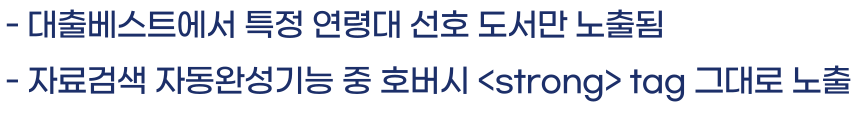 - 대출베스트에서 특정 연령대 선호 도서만 노출됨
- 자료검색 자동완성기능 중 호버시 <strong> tag 그대로 노출